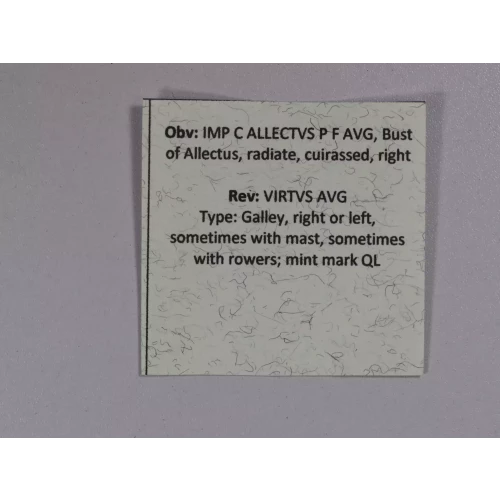 Obv: IMP C ALLECTVS P F AVG, Bust
of Allectus, radiate, cuirassed, right
Rev: VIRTVS AVG
Type: Galley, right or left,
sometimes with mast, sometimes
with rowers; mint mark QL